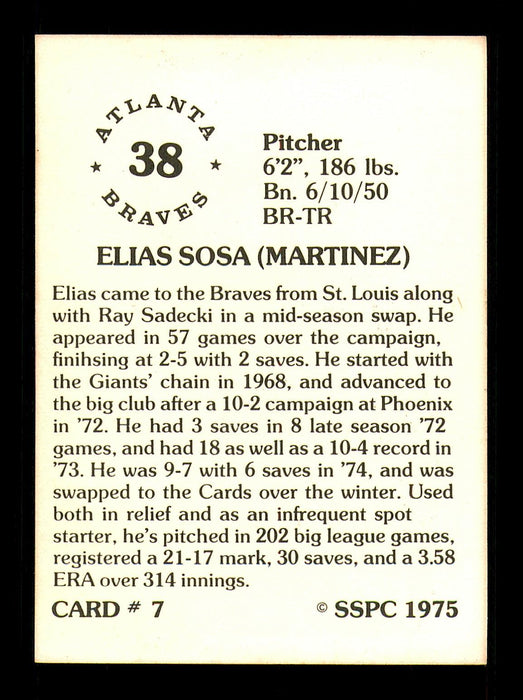 ATLANTA
38
BRAVES
Pitcher
6'2", 186 lbs.
Bn. 6/10/50
BR-TR
ELIAS SOSA (MARTINEZ)
Elias came to the Braves from St. Louis along
with Ray Sadecki in a mid-season swap. He
appeared in 57 games over the campaign,
finihsing at 2-5 with 2 saves. He started with
the Giants' chain in 1968, and advanced to
the big club after a 10-2 campaign at Phoenix
in '72. He had 3 saves in 8 late season '72
games, and had 18 as well as a 10-4 record in
'73. He was 9-7 with 6 saves in '74, and was
swapped to the Cards over the winter. Used
both in relief and as an infrequent spot
starter, he's pitched in 202 big league games,
registered a 21-17 mark, 30 saves, and a 3.58
ERA over 314 innings.
CARD # 7
© SSPC 1975